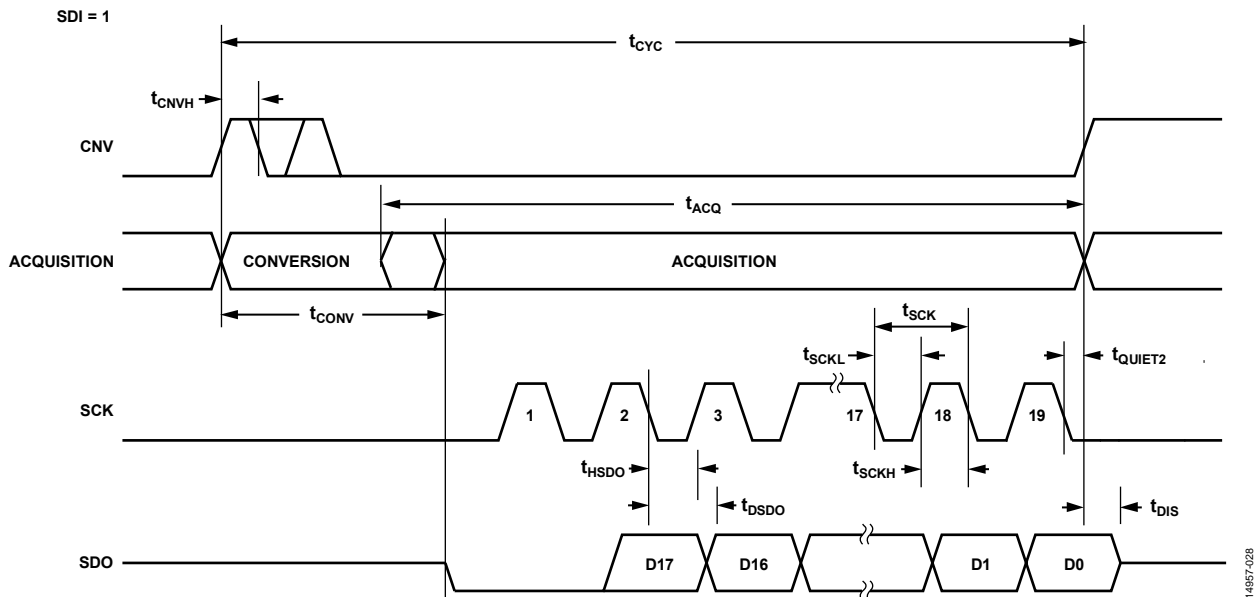 SDI = 1
tCYC
tCNVH
CNV
tACQ
ACQUISITION
CONVERSION
ACQUISITION
tCONV
tSCK
tSCKL
tQUIET2
SCK
1
2
3
17
18
19
tHSDO
tSCKH
tDSDO
tDIS
SDO
D17
D16
D1
D0
14957-028